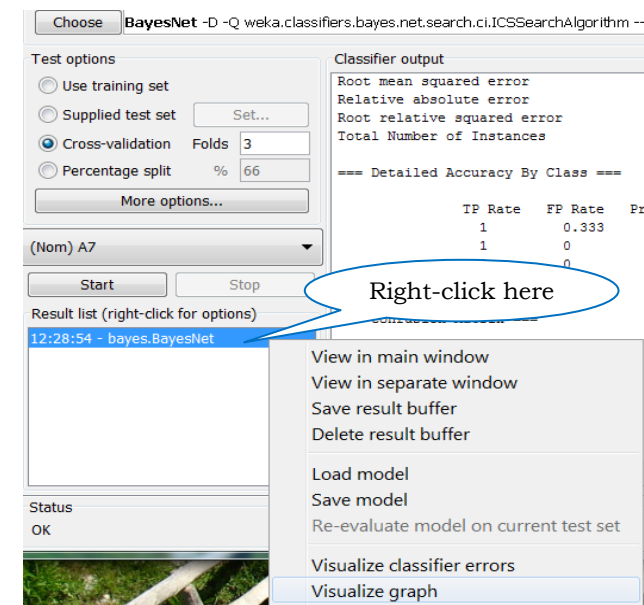 Choose BayesNet -D -Q weka.classifiers.bayes.net.search.ci.ICSSearchAlgorithm --
Test options
Use training set
Supplied test set Set...
Cross-validation Folds 3
Percentage split % 66
More options...
(Nom) A7
Start Stop
Result list (right-click for options)
12:28:54 - bayes.BayesNet
Status
OK
Classifier output
Root mean squared error
Relative absolute error
Root relative squared error
Total Number of Instances
=== Detailed Accuracy By Class ===
TP Rate FP Rate
1 0.333
1 0
0
Right-click here
View in main window
View in separate window
Save result buffer
Delete result buffer
Load model
Save model
Re-evaluate model on current test set
Visualize classifier errors
Visualize graph